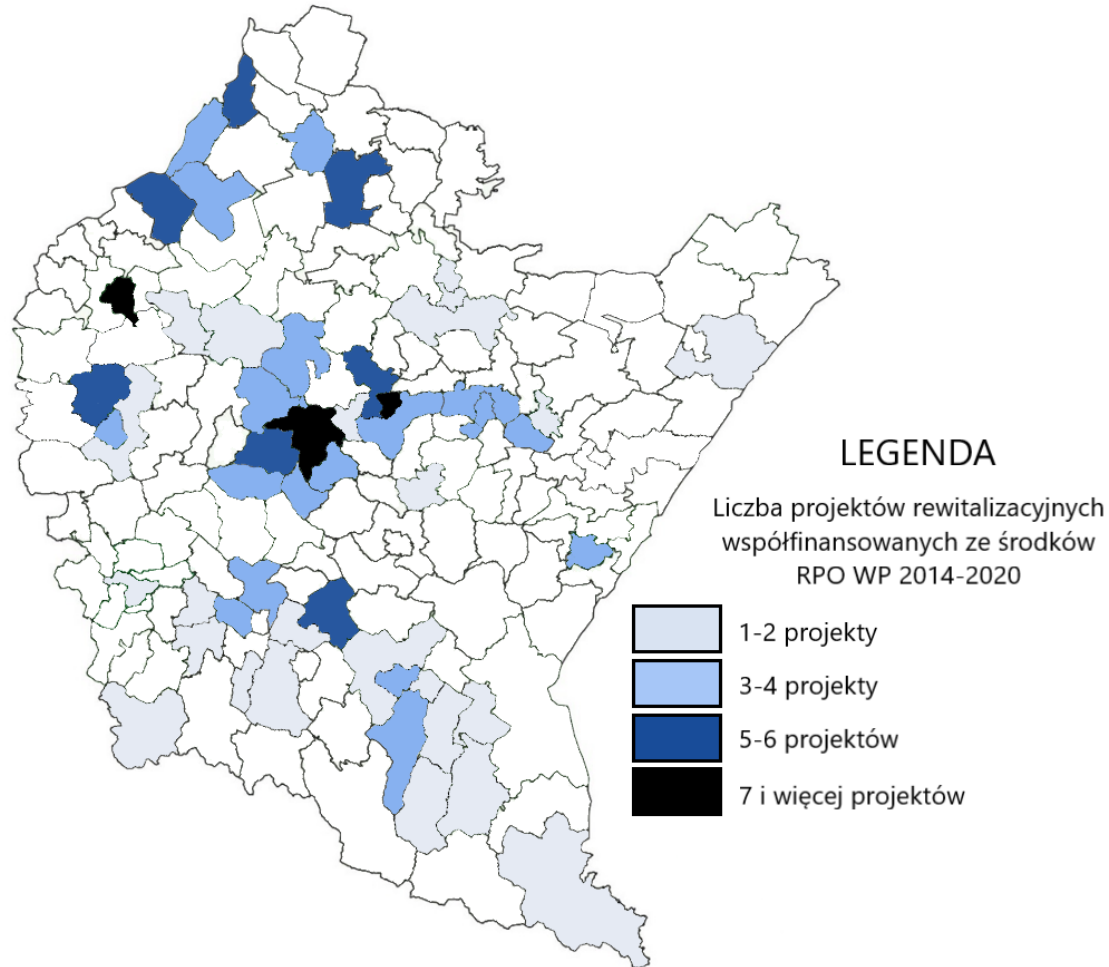 LEGENDA
Liczba projektów rewitalizacyjnych
współfinansowanych ze środków
RPO WP 2014-2020
1-2 projekty
3-4 projekty
5-6 projektów
7 i więcej projektów